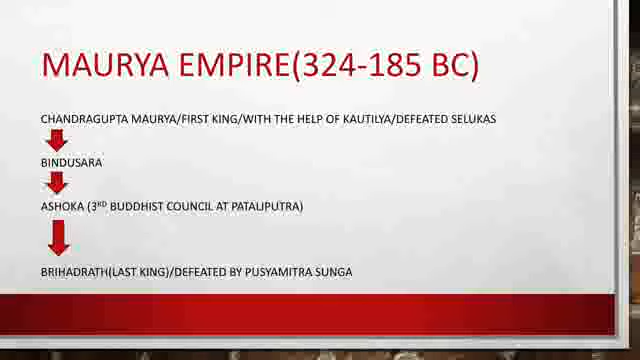 MAURYA EMPIRE(324-185 BC)
CHANDRAGUPTA MAURYA/FIRST KING/WITH THE HELP OF KAUTILYA/DEFEATED SELUKAS
BINDUSARA
ASHOKA (3RD BUDDHIST COUNCIL AT PATALIPUTRA)
BRIHADRATH(LAST KING)/DEFEATED BY PUSYAMITRA SUNGA